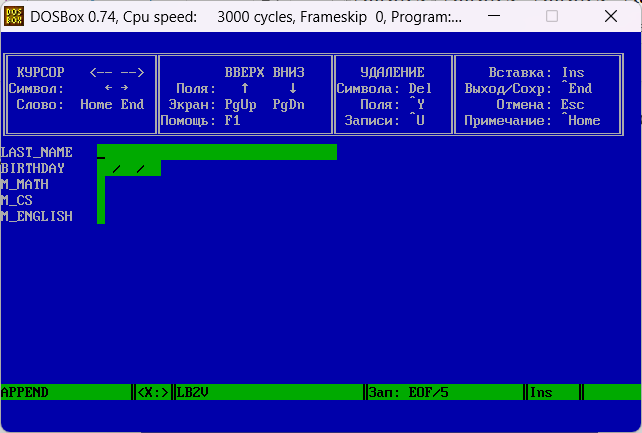 DOS BOX DOSBox 0.74, Cpu speed: 3000 cycles, Frameskip 0, Program:...
КУРСОР <-- --> ВВЕРХ ВНИЗ УДАЛЕНИЕ Вставка: Ins
Символ: ← → Поля: ↑ ↓ Символа: Del Выход/Сохр: ^End
Слово: Home End Экран: PgUp PgDn Поля: ^Y Отмена: Esc
Помощь: F1 Записи: ^U Примечание: ^Home
LAST_NAME
BIRTHDAY / /
M_MATH
M_CS
M_ENGLISH
APPEND <X:> LB2V Зап: EOF/5 Ins